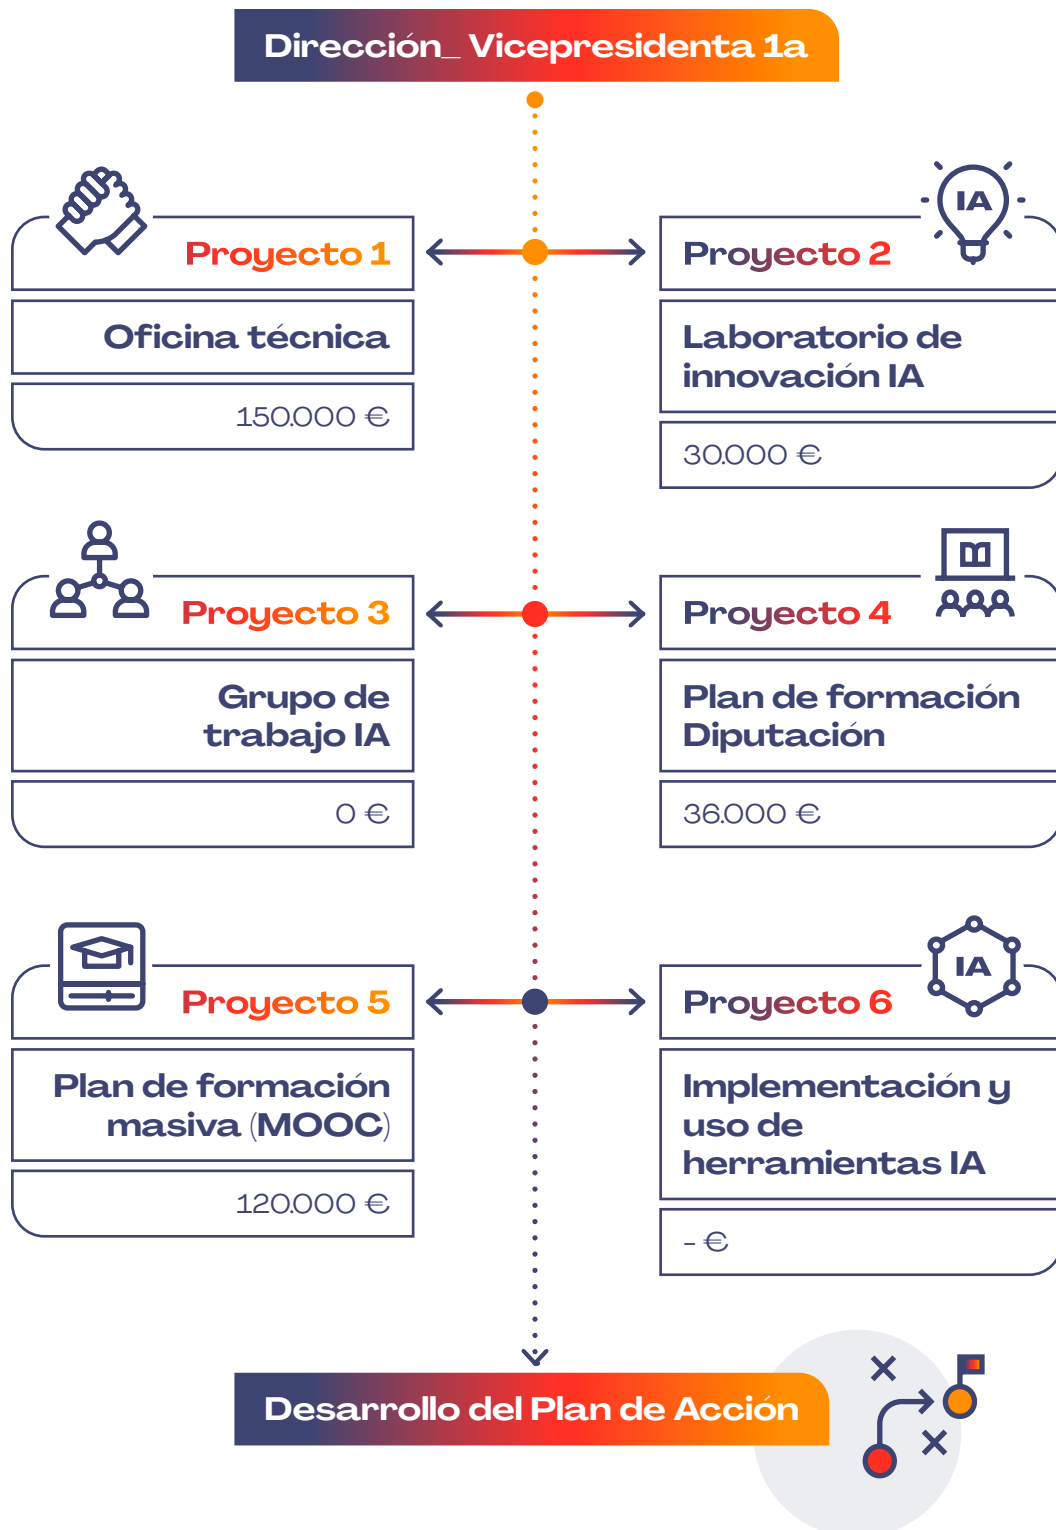 Dirección_ Vicepresidenta 1a
Proyecto 1
Oficina técnica
150.000 €
IA
Proyecto 2
Laboratorio de
innovación IA
30.000 €
Proyecto 3
Grupo de
trabajo IA
0 €
Proyecto 4
Plan de formación
Diputación
36.000 €
Proyecto 5
Plan de formación
masiva (MOOC)
120.000 €
IA
Proyecto 6
Implementación y
uso de
herramientas IA
- €
Desarrollo del Plan de Acción